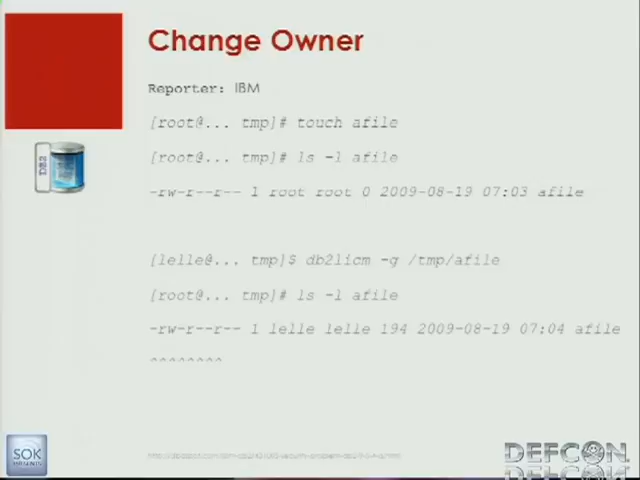 Change Owner
Reporter: IBM
[root@... tmp]# touch afile
[root@... tmp]# ls -l afile
-rw-r--r-- 1 root root 0 2009-08-19 07:03 afile
DB2
[lelle@... tmp]$ db2licm -g /tmp/afile
[root@... tmp]# ls -l afile
-rw-r--r-- 1 lelle lelle 194 2009-08-19 07:04 afile
^^^^^^^^
SOK
DEFCON